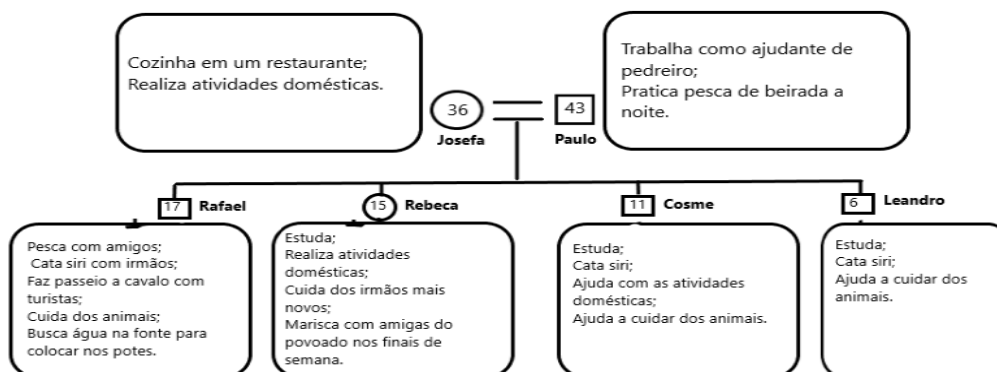 Cozinha em um restaurante;
Realiza atividades domésticas.
36
Josefa
Trabalha como ajudante de
pedreiro;
Pratica pesca de beirada a
noite.
43
Paulo
17 Rafael
15 Rebeca
11 Cosme
6 Leandro
Pesca com amigos;
Cata siri com irmãos;
Faz passeio a cavalo com
turistas;
Cuida dos animais;
Busca água na fonte para
colocar nos potes.
Estuda;
Realiza atividades
domésticas;
Cuida dos irmãos mais
novos;
Marisca com amigas do
povoado nos finais de
semana.
Estuda;
Cata siri;
Ajuda com as atividades
domésticas;
Ajuda a cuidar dos animais.
Estuda;
Cata siri;
Ajuda a cuidar dos
animais.